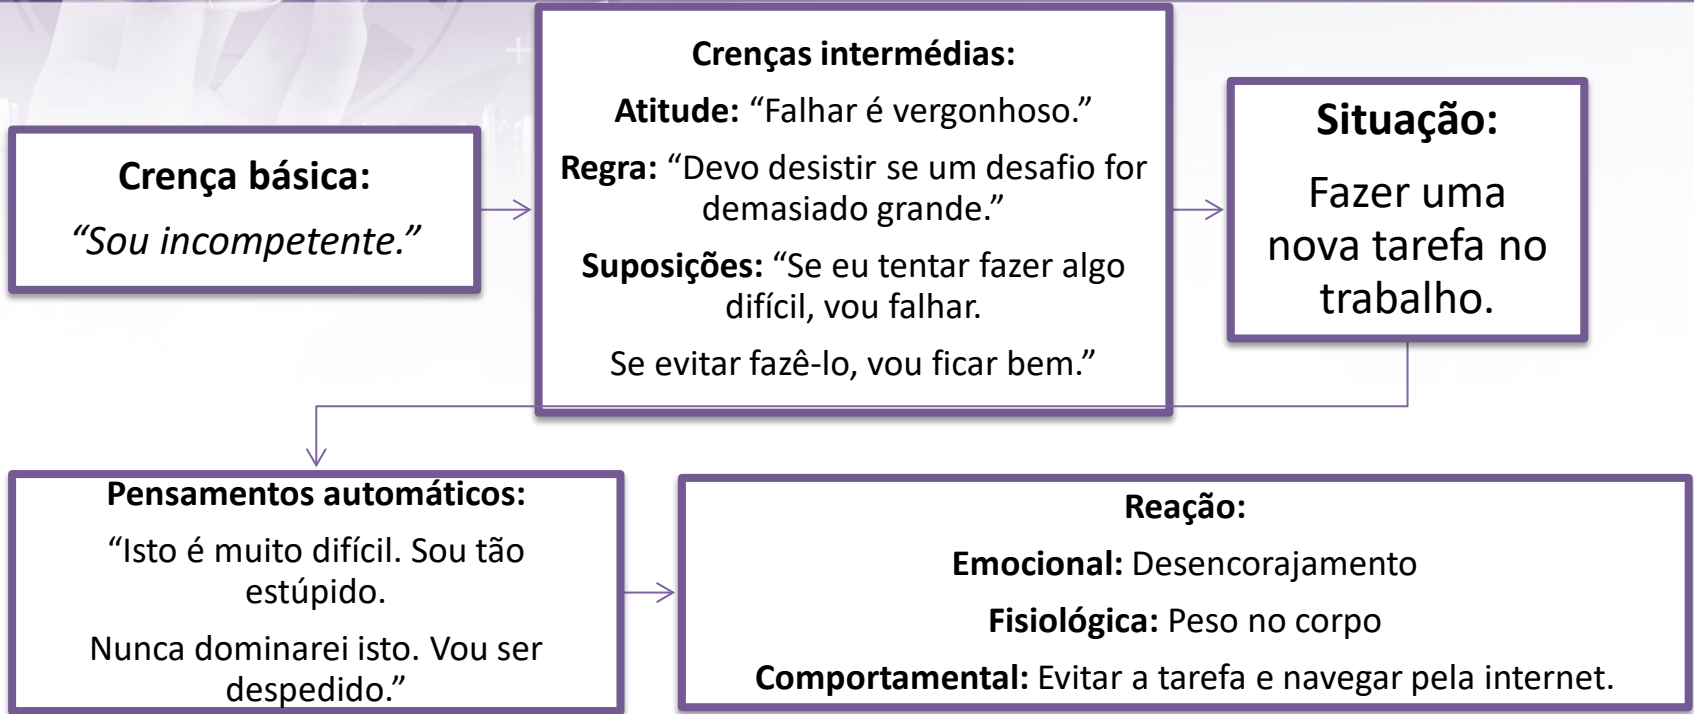 Crença básica:
“Sou incompetente.”
Crenças intermédias:
Atitude: “Falhar é vergonhoso.”
Regra: “Devo desistir se um desafio for
demasiado grande.”
Suposições: “Se eu tentar fazer algo
difícil, vou falhar.
Se evitar fazê-lo, vou ficar bem.”
Situação:
Fazer uma
nova tarefa no
trabalho.
Pensamentos automáticos:
“Isto é muito difícil. Sou tão
estúpido.
Nunca dominarei isto. Vou ser
despedido.”
Reação:
Emocional: Desencorajamento
Fisiológica: Peso no corpo
Comportamental: Evitar a tarefa e navegar pela internet.